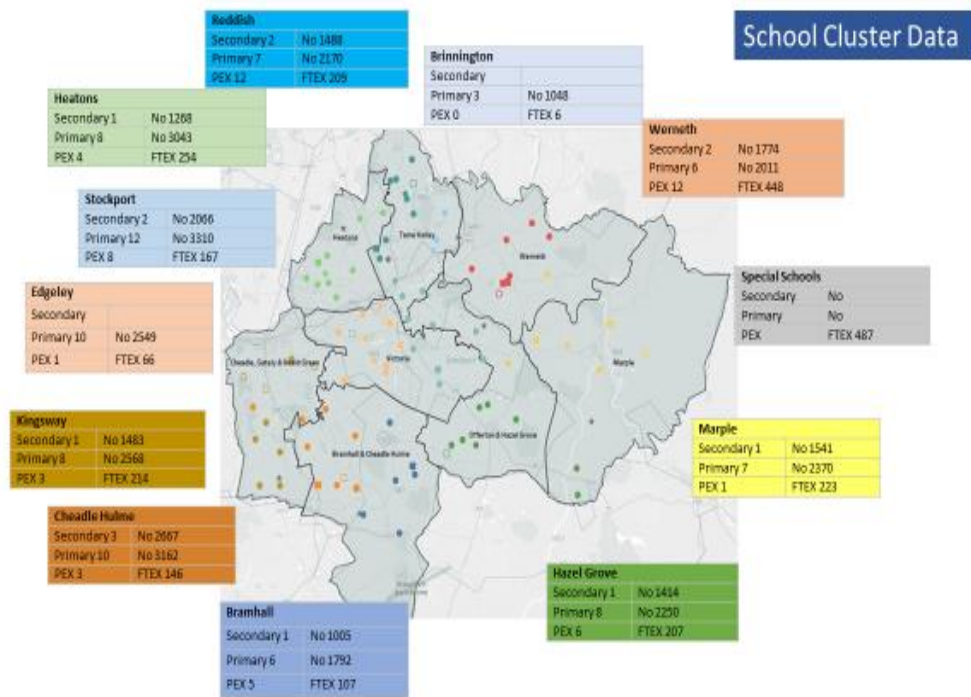 School Cluster Data
Reddish
Secondary 2 No 1488
Primary 7 No 2170
PEX 12 FTEX 209
Brinnington
Secondary
Primary 3 No 1048
PEX 0 FTEX 6
Heatons
Secondary 1 No 1268
Primary 8 No 3043
PEX 4 FTEX 254
Werneth
Secondary 2 No 1774
Primary 6 No 2011
PEX 12 FTEX 448
Stockport
Secondary 2 No 2066
Primary 12 No 3310
PEX 8 FTEX 167
Special Schools
Secondary No
Primary No
PEX FTEX 487
Edgeley
Secondary
Primary 10 No 2549
PEX 1 FTEX 66
Kingsway
Secondary 1 No 1483
Primary 8 No 2568
PEX 3 FTEX 214
Marple
Secondary 1 No 1541
Primary 7 No 2370
PEX 1 FTEX 223
Cheadle Hulme
Secondary 3 No 2667
Primary 10 No 3162
PEX 3 FTEX 146
Hazel Grove
Secondary 1 No 1414
Primary 8 No 2250
PEX 6 FTEX 207
Bramhall
Secondary 1 No 1005
Primary 6 No 1792
PEX 5 FTEX 107
Heatons
Tame Valley
Werneth
Victoria
Marple
Offerton & Hazel Grove
Bramhall & Cheadle Hulme